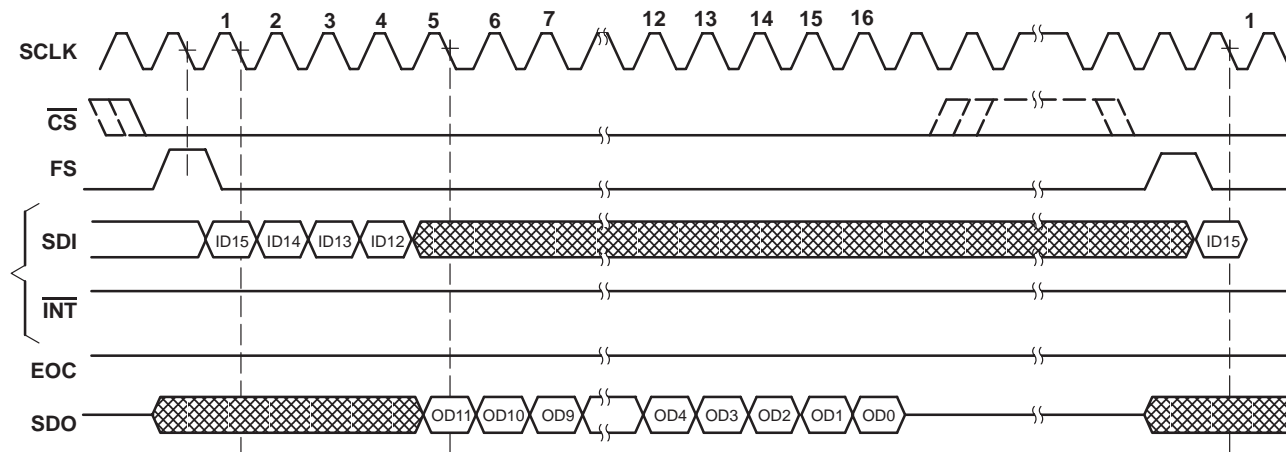 1 2 3 4 5 6 7 12 13 14 15 16 1
SCLK
CS
FS
SDI ID15 ID14 ID13 ID12 ID15
INT
EOC
SDO OD11 OD10 OD9 OD4 OD3 OD2 OD1 OD0